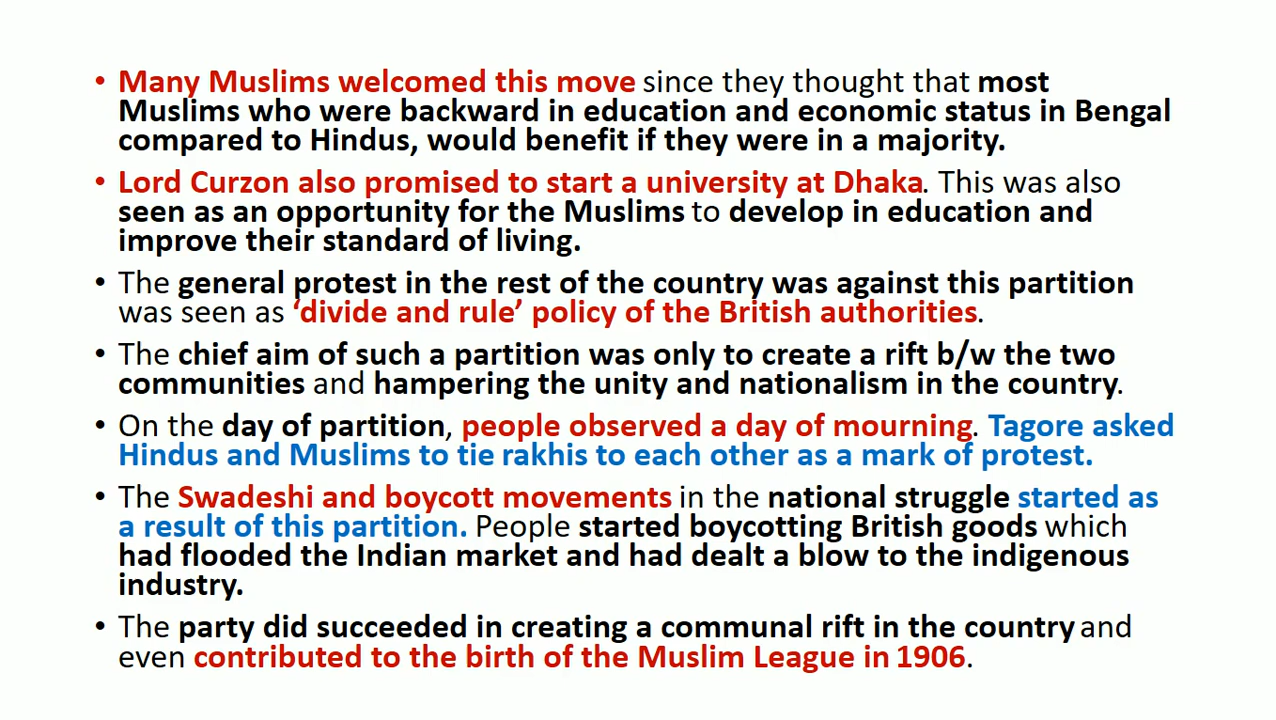 • Many Muslims welcomed this move since they thought that most
Muslims who were backward in education and economic status in Bengal
compared to Hindus, would benefit if they were in a majority.
• Lord Curzon also promised to start a university at Dhaka. This was also
seen as an opportunity for the Muslims to develop in education and
improve their standard of living.
• The general protest in the rest of the country was against this partition
was seen as ‘divide and rule’ policy of the British authorities.
• The chief aim of such a partition was only to create a rift b/w the two
communities and hampering the unity and nationalism in the country.
• On the day of partition, people observed a day of mourning. Tagore asked
Hindus and Muslims to tie rakhis to each other as a mark of protest.
• The Swadeshi and boycott movements in the national struggle started as
a result of this partition. People started boycotting British goods which
had flooded the Indian market and had dealt a blow to the indigenous
industry.
• The party did succeeded in creating a communal rift in the country and
even contributed to the birth of the Muslim League in 1906.